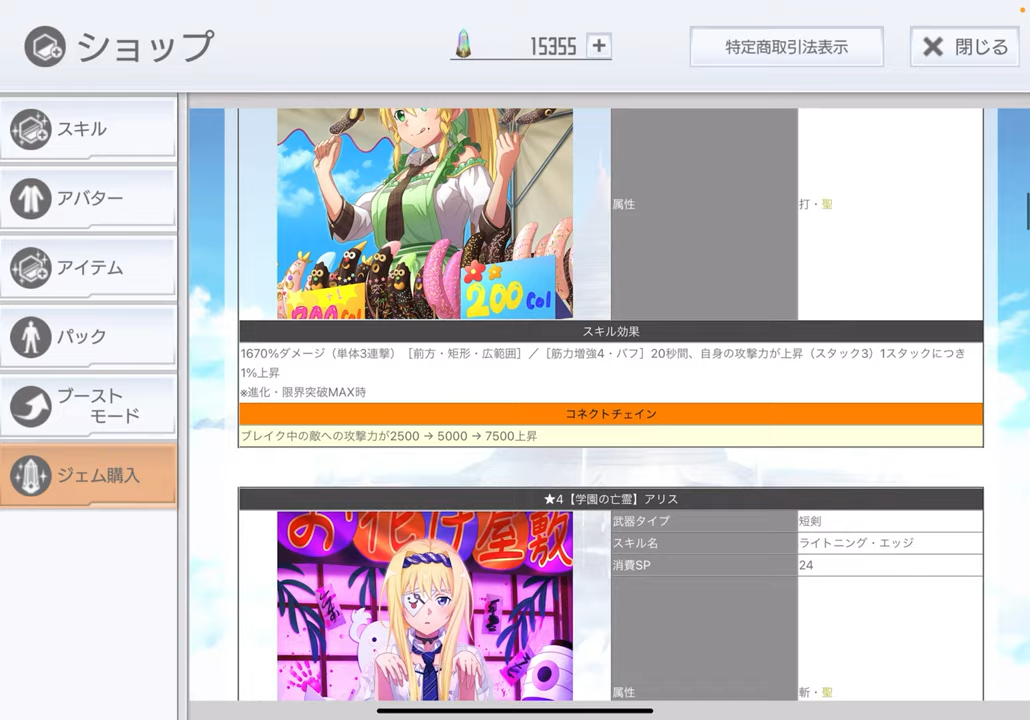 ショップ
15355
特定商取引法表示
閉じる
スキル
アバター
アイテム
パック
ブースト
モード
ジェム購入
200Col
200Col
属性
打・聖
スキル効果
1670%ダメージ（単体3連撃）［前方・矩形・広範囲］／［筋力増強4・バフ］20秒間、自身の攻撃力が上昇（スタック3）1スタックにつき
1%上昇
※進化・限界突破MAX時
コネクトチェイン
ブレイク中の敵への攻撃力が2500 → 5000 → 7500上昇
★4【学園の亡霊】アリス
お化け屋敷
武器タイプ
短剣
スキル名
ライトニング・エッジ
消費SP
24
属性
斬・聖